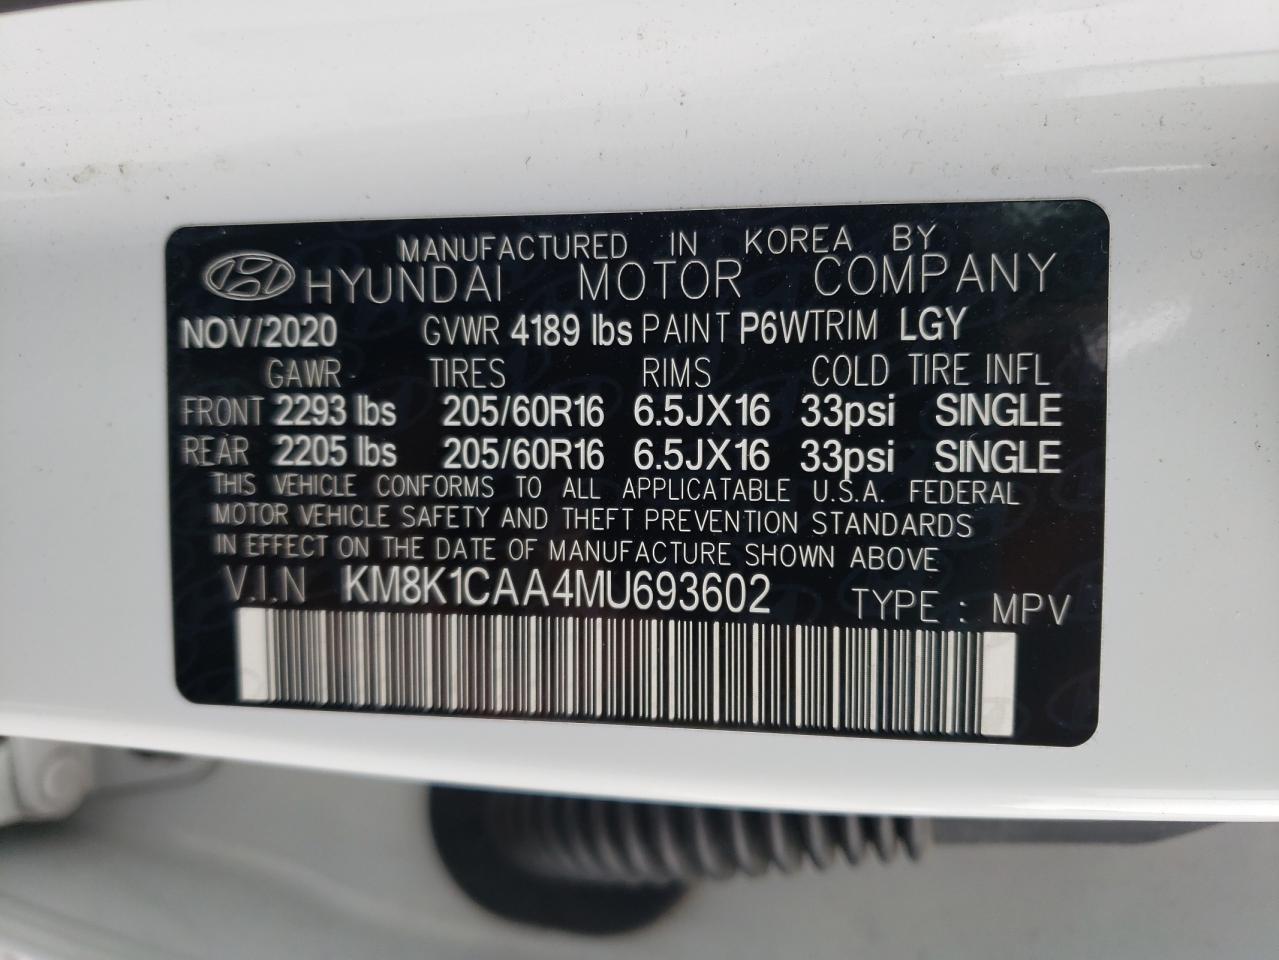 MANUFACTURED IN KOREA BY
HYUNDAI MOTOR COMPANY
NOV/2020 GVWR 4189 lbs PAINT P6W TRIM LGY
GAWR TIRES RIMS COLD TIRE INFL
FRONT 2293 lbs 205/60R16 6.5JX16 33psi SINGLE
REAR 2205 lbs 205/60R16 6.5JX16 33psi SINGLE
THIS VEHICLE CONFORMS TO ALL APPLICATABLE U.S.A. FEDERAL
MOTOR VEHICLE SAFETY AND THEFT PREVENTION STANDARDS
IN EFFECT ON THE DATE OF MANUFACTURE SHOWN ABOVE
V.I.N KM8K1CAA4MU693602 TYPE : MPV